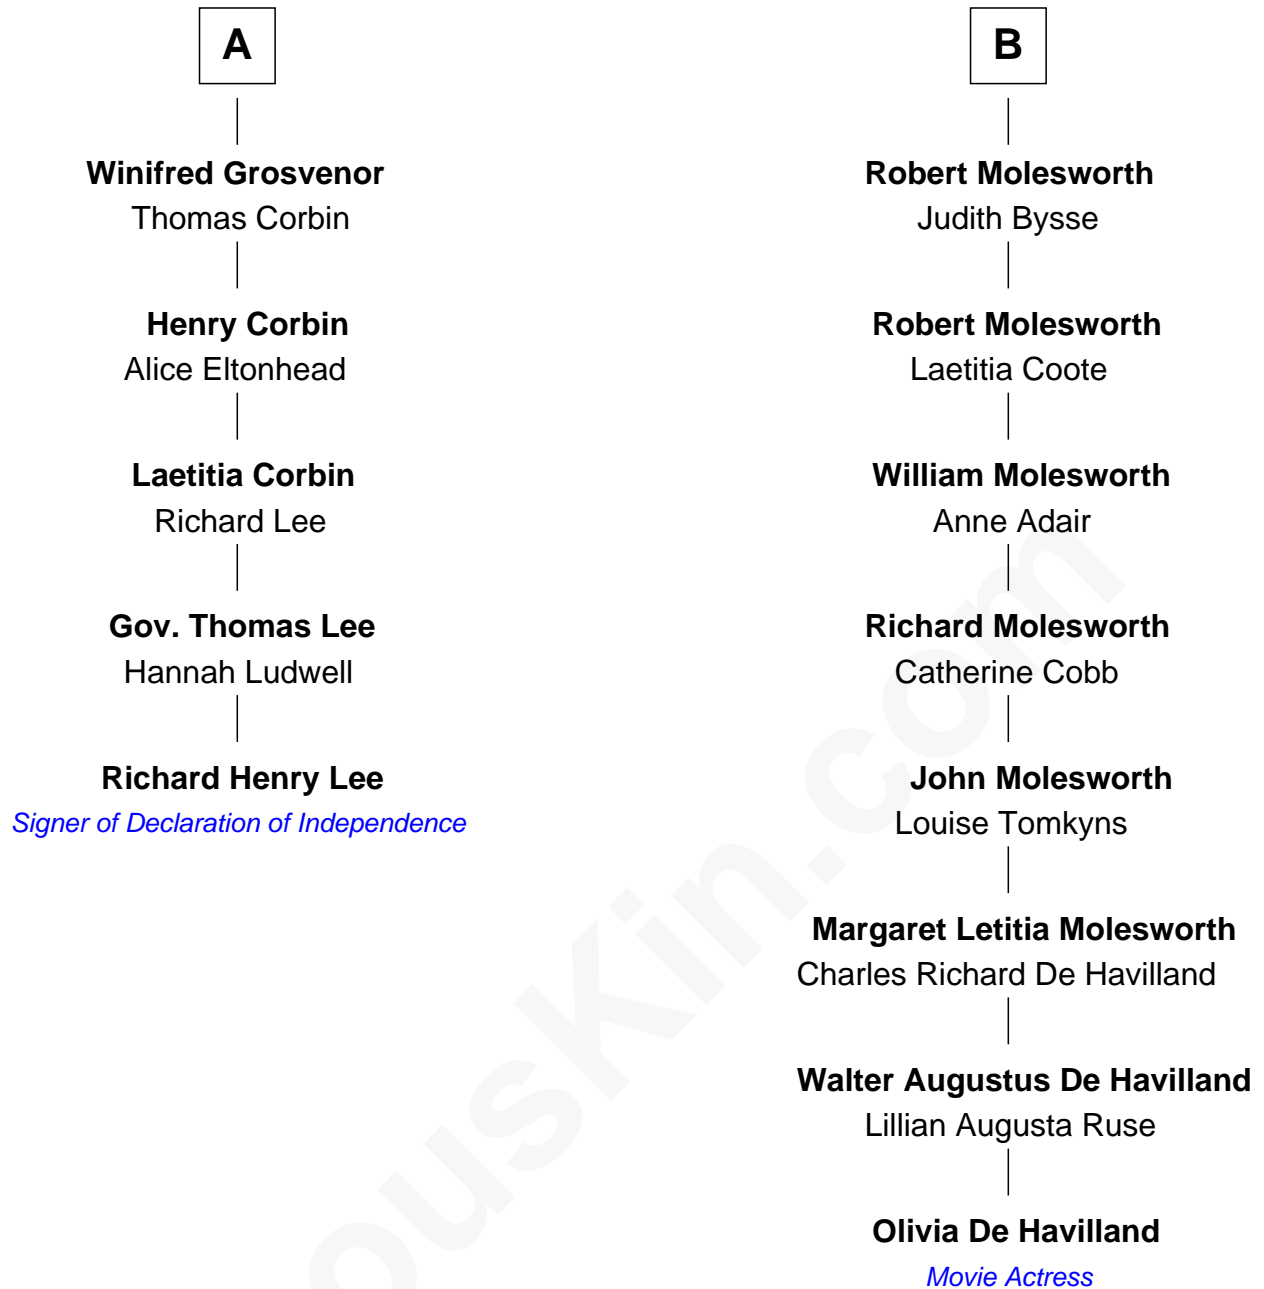 A
Winifred Grosvenor
Thomas Corbin
Henry Corbin
Alice Eltonhead
Laetitia Corbin
Richard Lee
Gov. Thomas Lee
Hannah Ludwell
Richard Henry Lee
Signer of Declaration of Independence
B
Robert Molesworth
Judith Bysse
Robert Molesworth
Laetitia Coote
William Molesworth
Anne Adair
Richard Molesworth
Catherine Cobb
John Molesworth
Louise Tomkyns
Margaret Letitia Molesworth
Charles Richard De Havilland
Walter Augustus De Havilland
Lillian Augusta Ruse
Olivia De Havilland
Movie Actress
ousKin.com